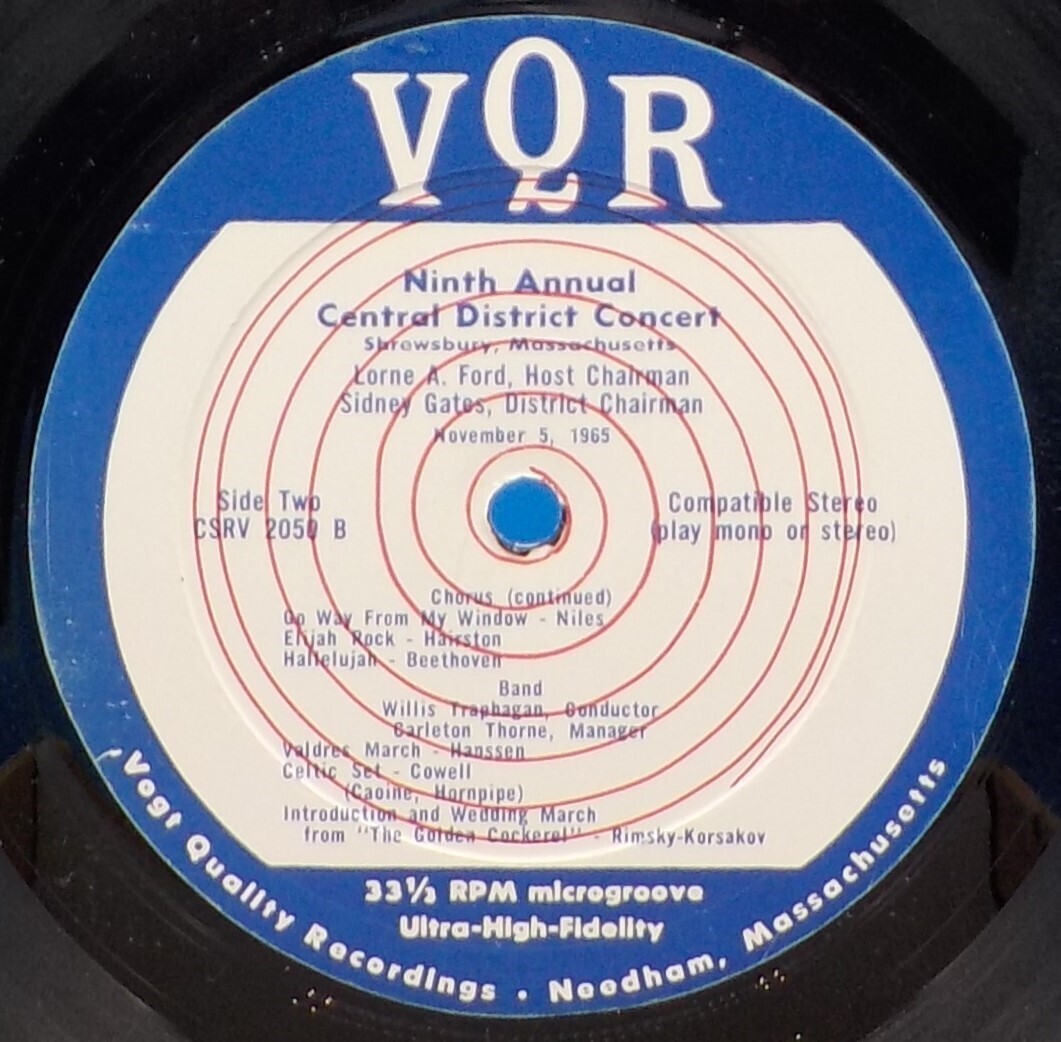 VQR
Ninth Annual
Central District Concert
Shrewsbury, Massachusetts
Lorne A. Ford, Host Chairman
Sidney Gates, District Chairman
November 5, 1965
Side Two
CSRV 2050 B
Compatible Stereo
(play mono or stereo)
Chorus (continued)
Go Way From My Window - Niles
Elijah Rock - Hairston
Hallelujah - Beethoven
Band
Willis Traphagan, Conductor
Carleton Thorne, Manager
Valdres March - Hanssen
Celtic Set - Cowell
(Caoine, Hornpipe)
Introduction and Wedding March
from "The Golden Cockerel" - Rimsky-Korsakov
33⅓ RPM microgroove
Ultra-High-Fidelity
Vogt Quality Recordings • Needham, Massachusetts